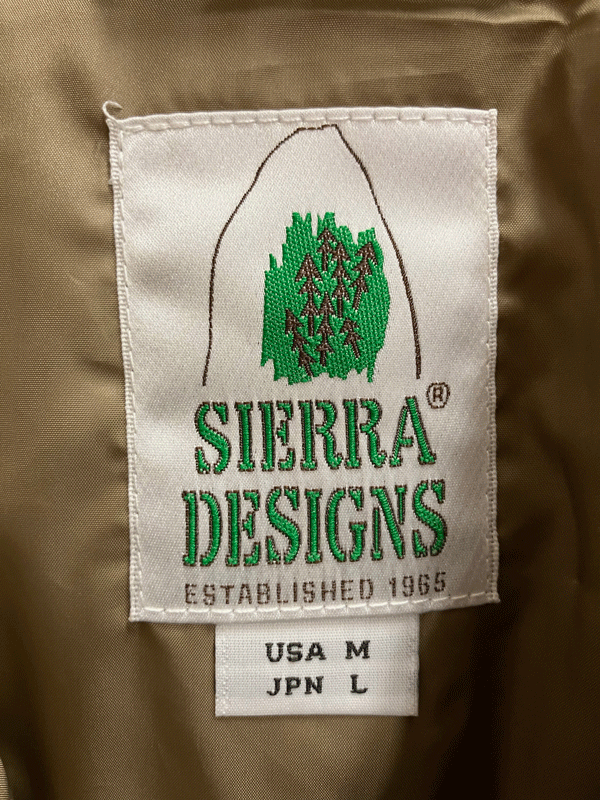 ®
SIERRA
DESIGNS
ESTABLISHED 1965
USA M
JPN L